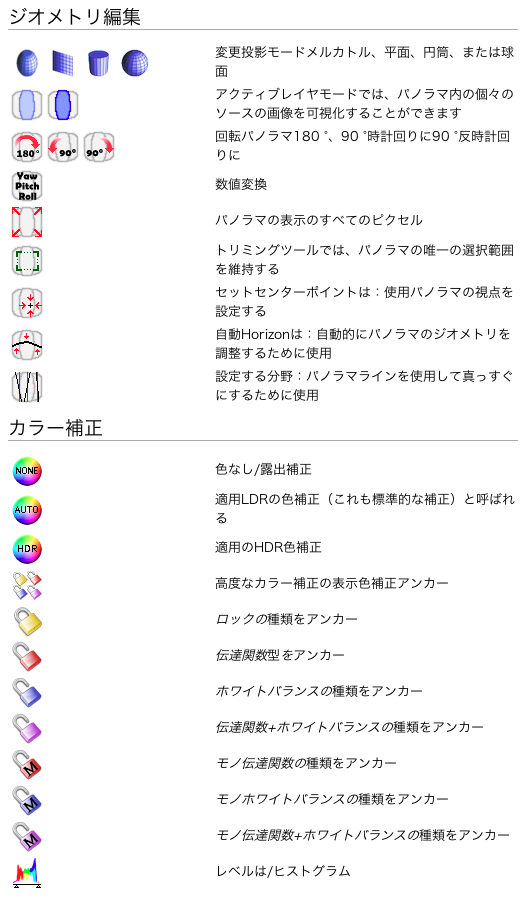 ジオメトリ編集
変更投影モードメルカトル、平面、円筒、または球
面
アクティブレイヤモードでは、パノラマ内の個々の
ソースの画像を可視化することができます
180°
90°
90°
回転パノラマ180 °、90 °時計回りに90 °反時計回
りに
Yaw
Pitch
Roll
数値変換
パノラマの表示のすべてのピクセル
トリミングツールでは、パノラマの唯一の選択範囲
を維持する
セットセンターポイントは：使用パノラマの視点を
設定する
自動Horizonは：自動的にパノラマのジオメトリを
調整するために使用
設定する分野：パノラマラインを使用して真っすぐ
にするために使用
カラー補正
NONE
色なし/露出補正
AUTO
適用LDRの色補正（これも標準的な補正）と呼ばれ
る
HDR
適用のHDR色補正
高度なカラー補正の表示色補正アンカー
ロックの種類をアンカー
伝達関数型をアンカー
ホワイトバランスの種類をアンカー
伝達関数+ホワイトバランスの種類をアンカー
M
モノ伝達関数の種類をアンカー
M
モノホワイトバランスの種類をアンカー
M
モノ伝達関数+ホワイトバランスの種類をアンカー
レベルは/ヒストグラム